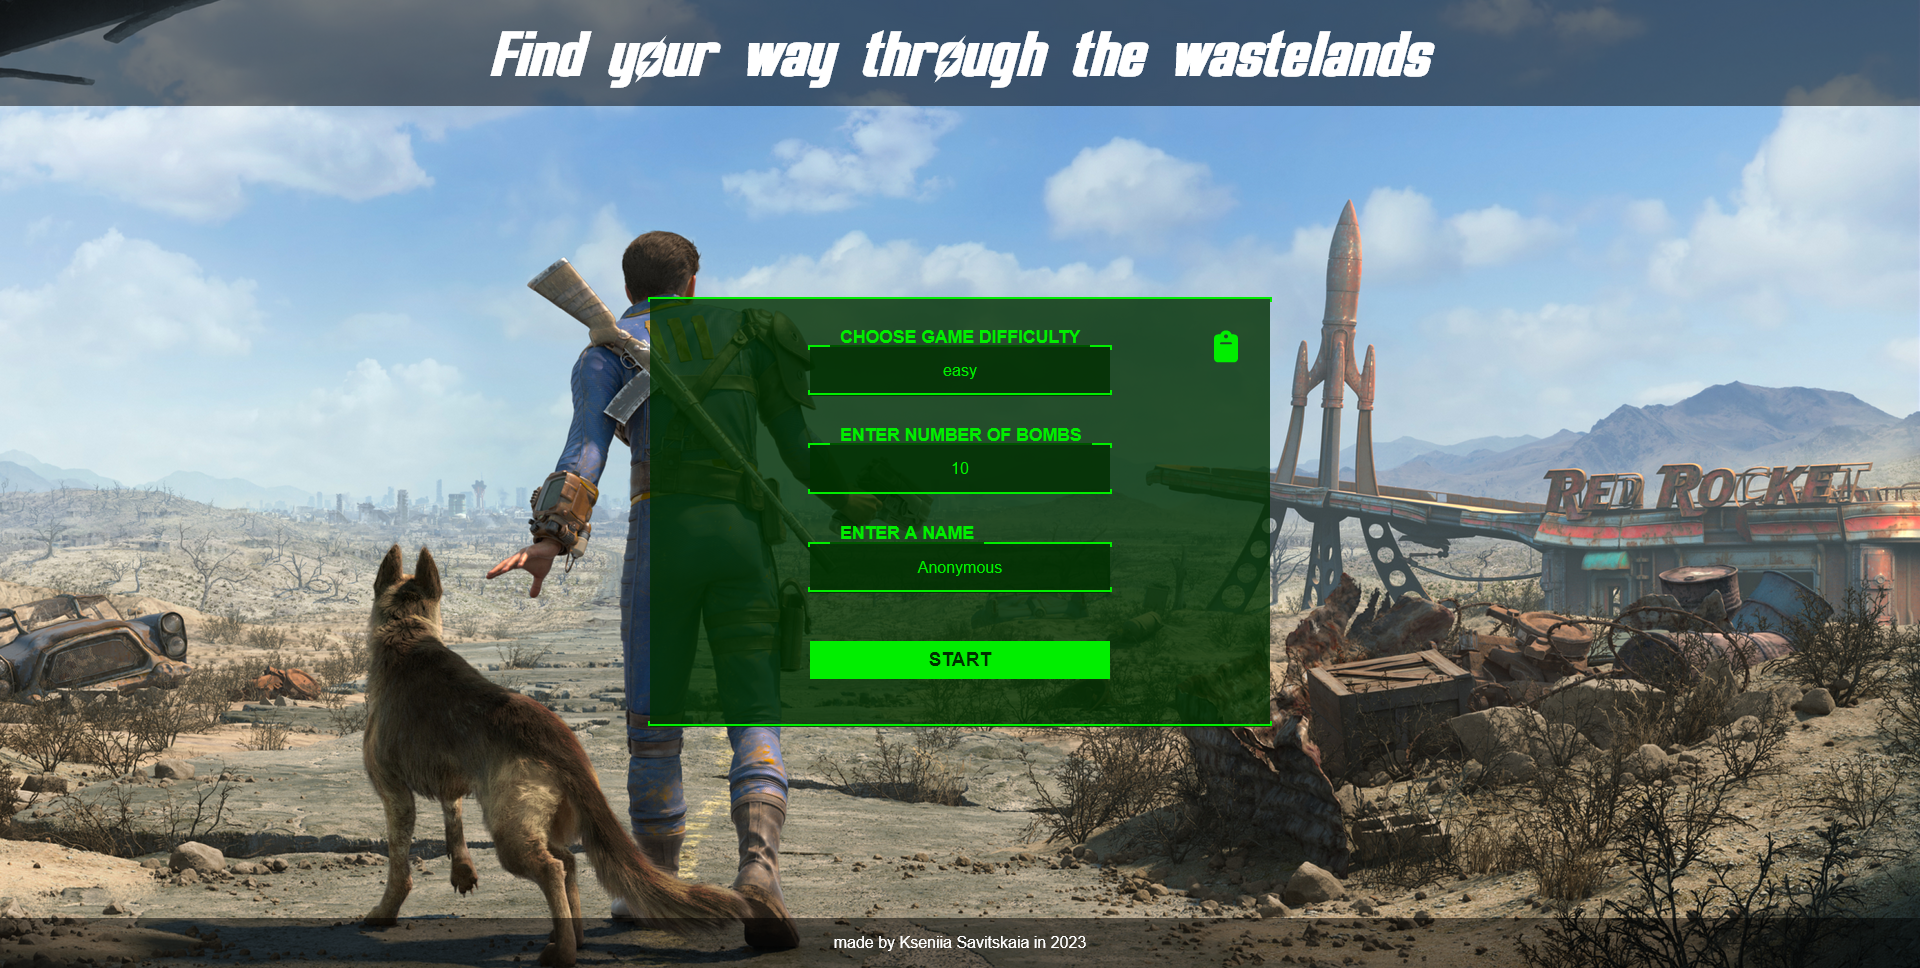 Find your way through the wastelands
CHOOSE GAME DIFFICULTY
easy
ENTER NUMBER OF BOMBS
10
ENTER A NAME
Anonymous
START
RED ROCKET
made by Kseniia Savitskaia in 2023